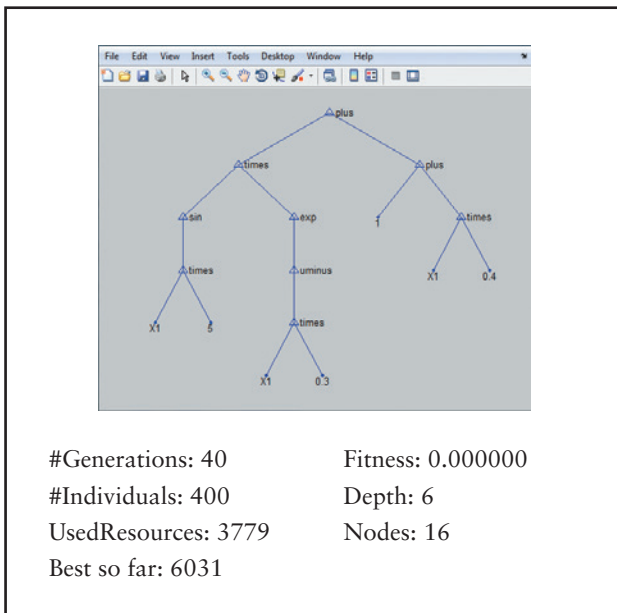 File Edit View Insert Tools Desktop Window Help
plus
times plus
sin exp 1 times
times uminus X1 0.4
X1 5 times
X1 0.3
#Generations: 40
#Individuals: 400
UsedResources: 3779
Best so far: 6031
Fitness: 0.000000
Depth: 6
Nodes: 16